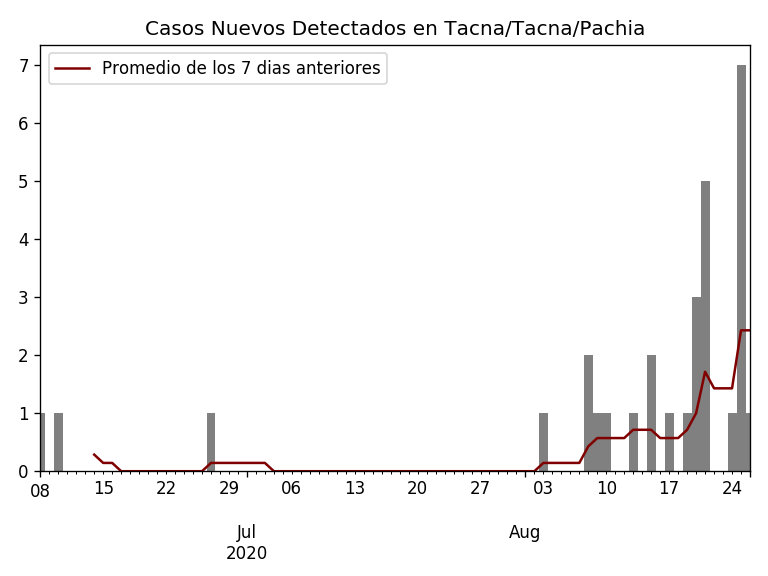 Casos Nuevos Detectados en Tacna/Tacna/Pachia
Promedio de los 7 dias anteriores
7
6
5
4
3
2
1
0
08 15 22 29 06 13 20 27 03 10 17 24
Jul Aug
2020